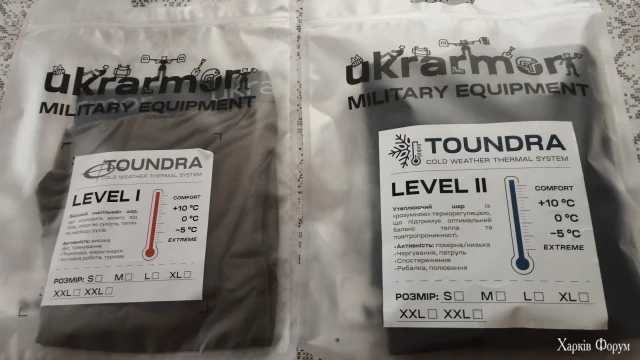 ukrarmor
MILITARY EQUIPMENT
TOUNDRA
COLD WEATHER THERMAL SYSTEM
LEVEL I
COMFORT
+10 °C
0 °C
-5 °C
EXTREME
Активність: висока
РОЗМІР: S M L XL
XXL XXL
ukrarmor
MILITARY EQUIPMENT
TOUNDRA
COLD WEATHER THERMAL SYSTEM
LEVEL II
Утеплюючий шар із
«розумною» терморегуляцією,
що підтримує оптимальний
баланс тепла та
повітропроникності.
•Активність: помірна/низька
•Чергування, патруль
•Спостереження
•Рибалка, полювання
COMFORT
+10 °C
0 °C
-5 °C
EXTREME
РОЗМІР: S M L XL
XXL XXL
Харків Форум